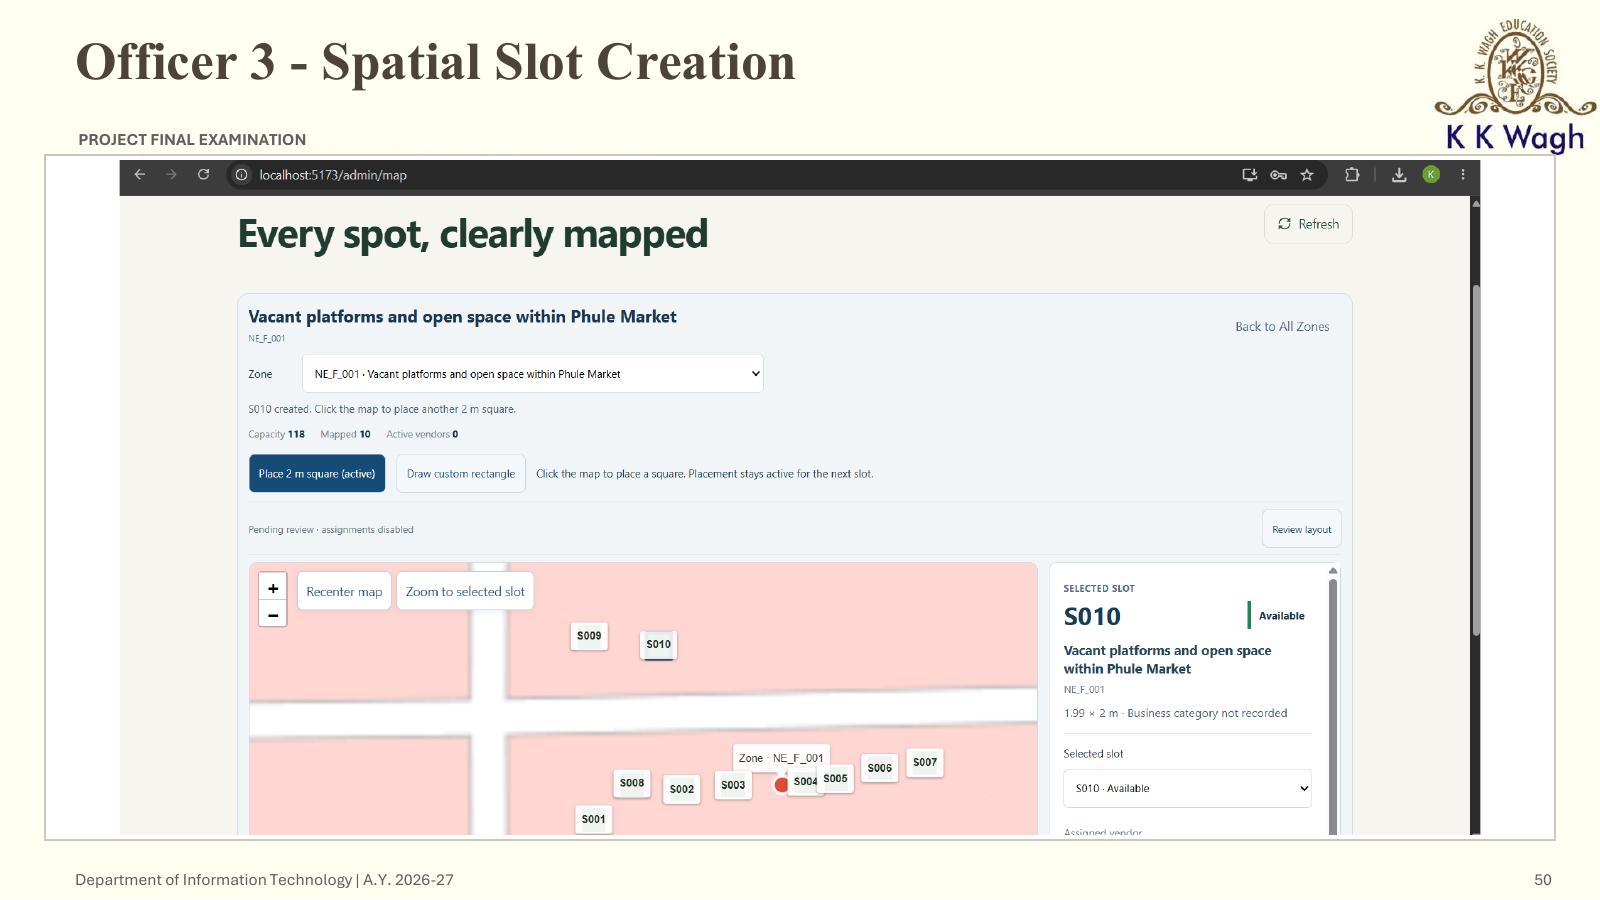 Officer 3 - Spatial Slot Creation
K. K. WAGH EDUCATION SOCIETY
K K Wagh
PROJECT FINAL EXAMINATION
localhost:5173/admin/map
K
Every spot, clearly mapped
Refresh
Vacant platforms and open space within Phule Market
Back to All Zones
NE_F_001
Zone
NE_F_001 · Vacant platforms and open space within Phule Market
S010 created. Click the map to place another 2 m square.
Capacity 118 Mapped 10 Active vendors 0
Place 2 m square (active)
Draw custom rectangle
Click the map to place a square. Placement stays active for the next slot.
Pending review · assignments disabled
Review layout
+
−
Recenter map
Zoom to selected slot
S009
S010
Zone · NE_F_001
S007
S006
S005
S004
S003
S002
S008
S001
SELECTED SLOT
S010
Available
Vacant platforms and open space
within Phule Market
NE_F_001
1.99 × 2 m · Business category not recorded
Selected slot
S010 · Available
Assigned vendor
Department of Information Technology | A.Y. 2026-27
50